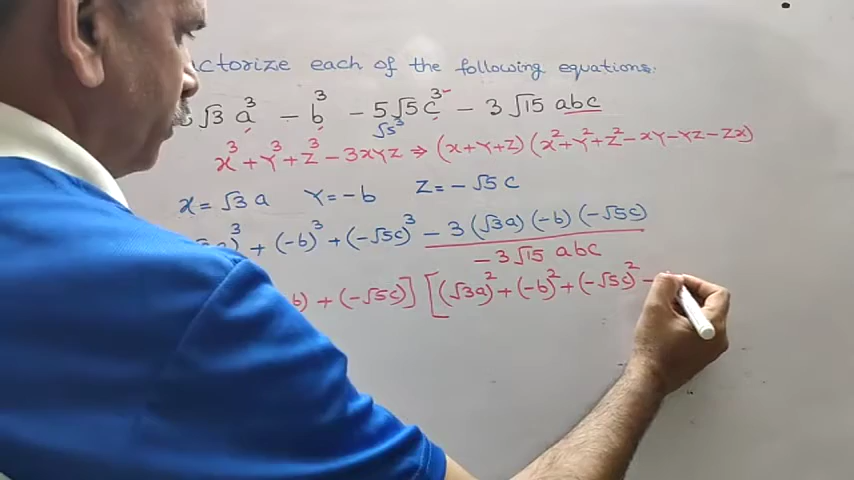 ctorize each of the following equations:
3√3 a³ - b³ - 5√5 c³ - 3√15 abc
√5³
x³ + Y³ + Z³ - 3xYZ ⇒ (x+Y+Z)(x²+Y²+Z²-xY-YZ-Zx)
x = √3 a Y = -b Z = -√5 c
√3a)³ + (-b)³ + (-√5c)³ - 3(√3a)(-b)(-√5c)
- 3√15 abc
b) + (-√5c)] [(√3a)² + (-b)² + (-√5c)² -